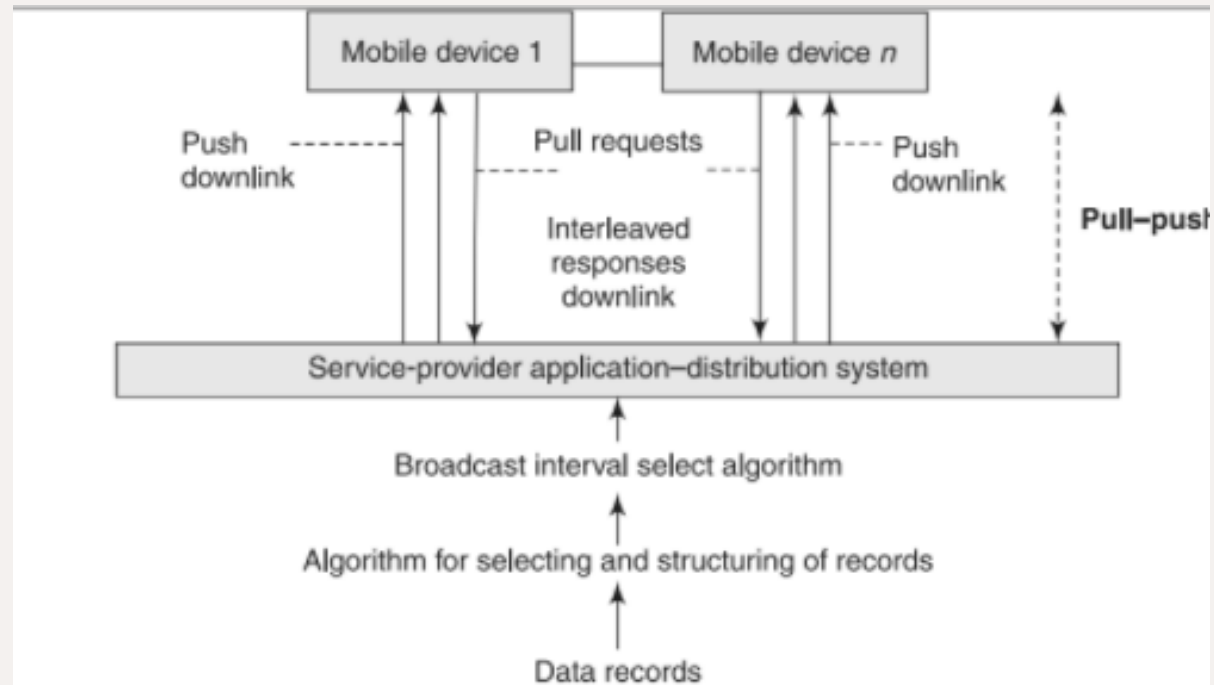 Mobile device 1
Mobile device n
Push
downlink
Pull requests
Push
downlink
Interleaved
responses
downlink
Pull–push
Service-provider application–distribution system
Broadcast interval select algorithm
Algorithm for selecting and structuring of records
Data records